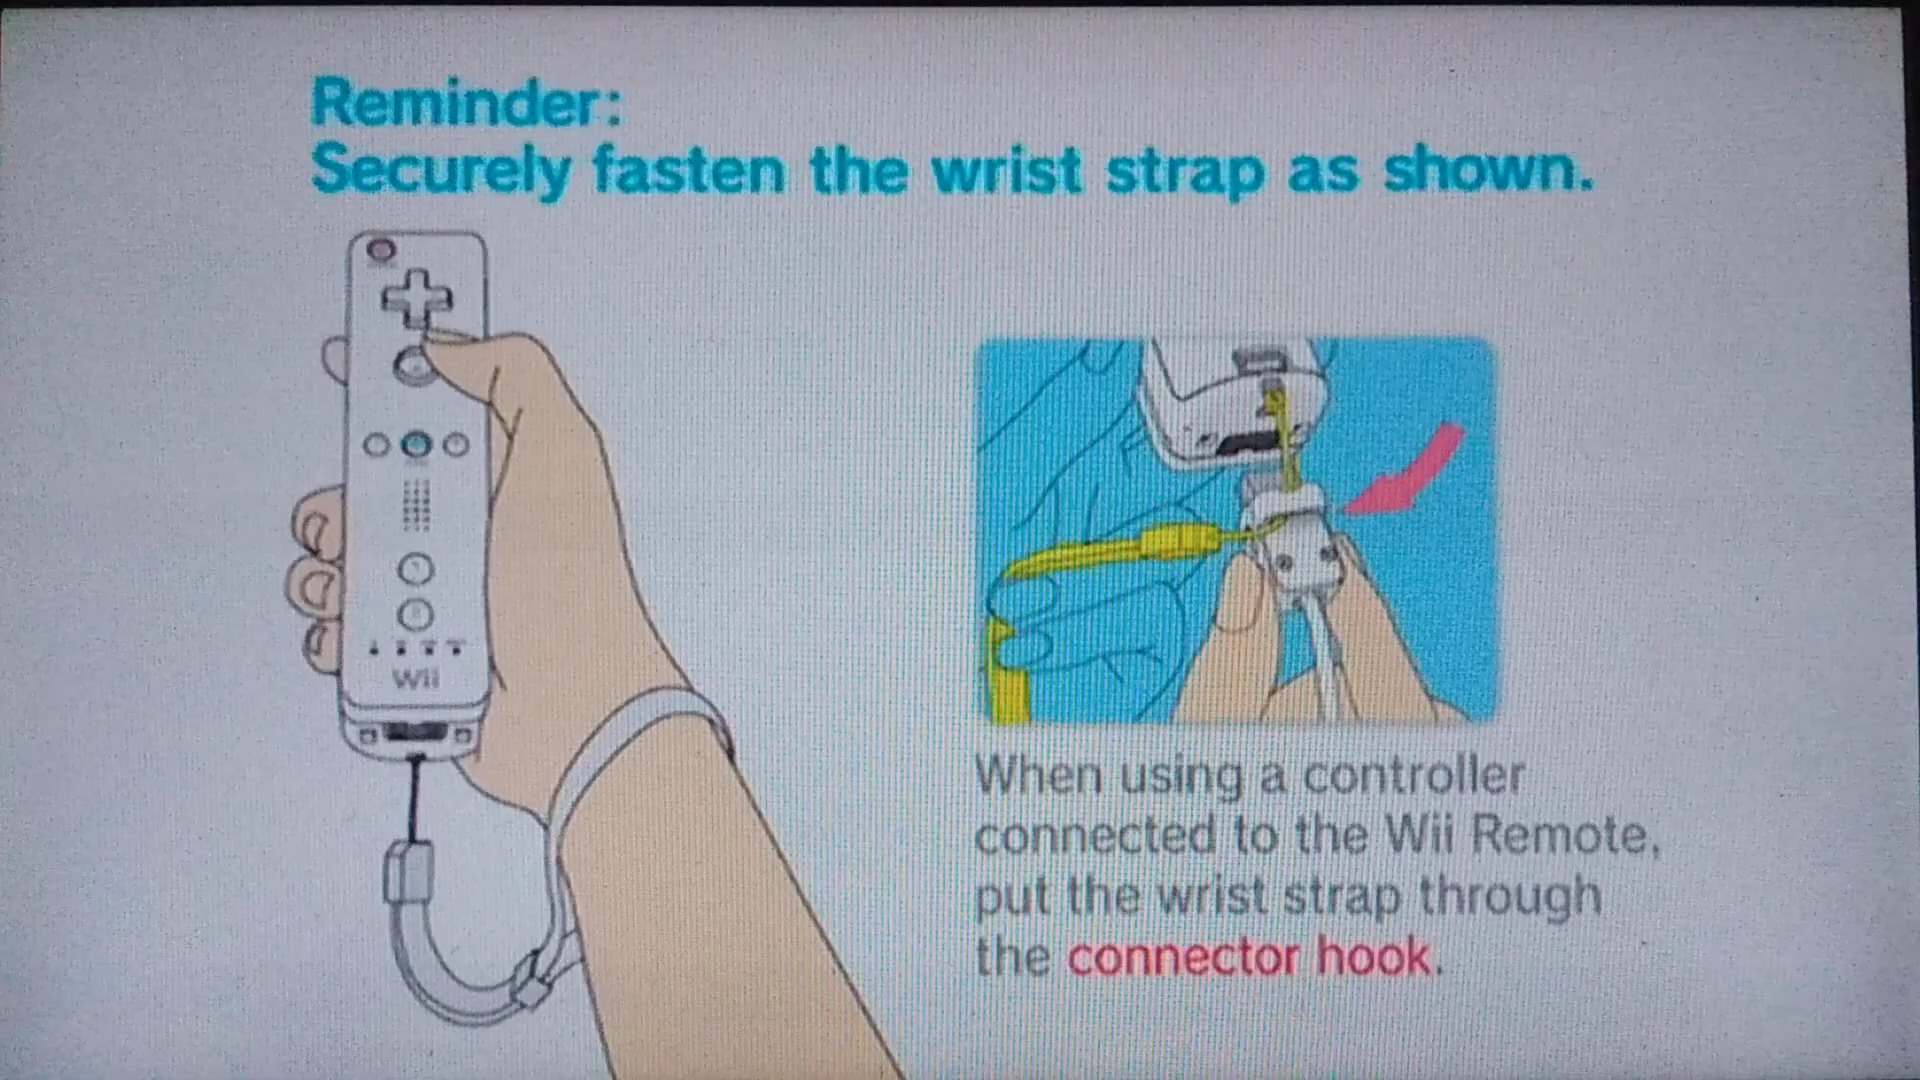 Reminder:
Securely fasten the wrist strap as shown.
Wii
When using a controller
connected to the Wii Remote,
put the wrist strap through
the connector hook.